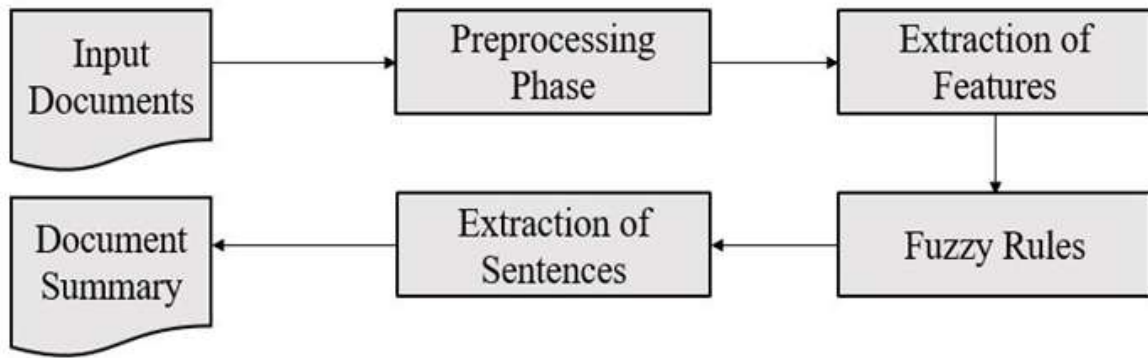 Input
Documents
Preprocessing
Phase
Extraction of
Features
Fuzzy Rules
Extraction of
Sentences
Document
Summary